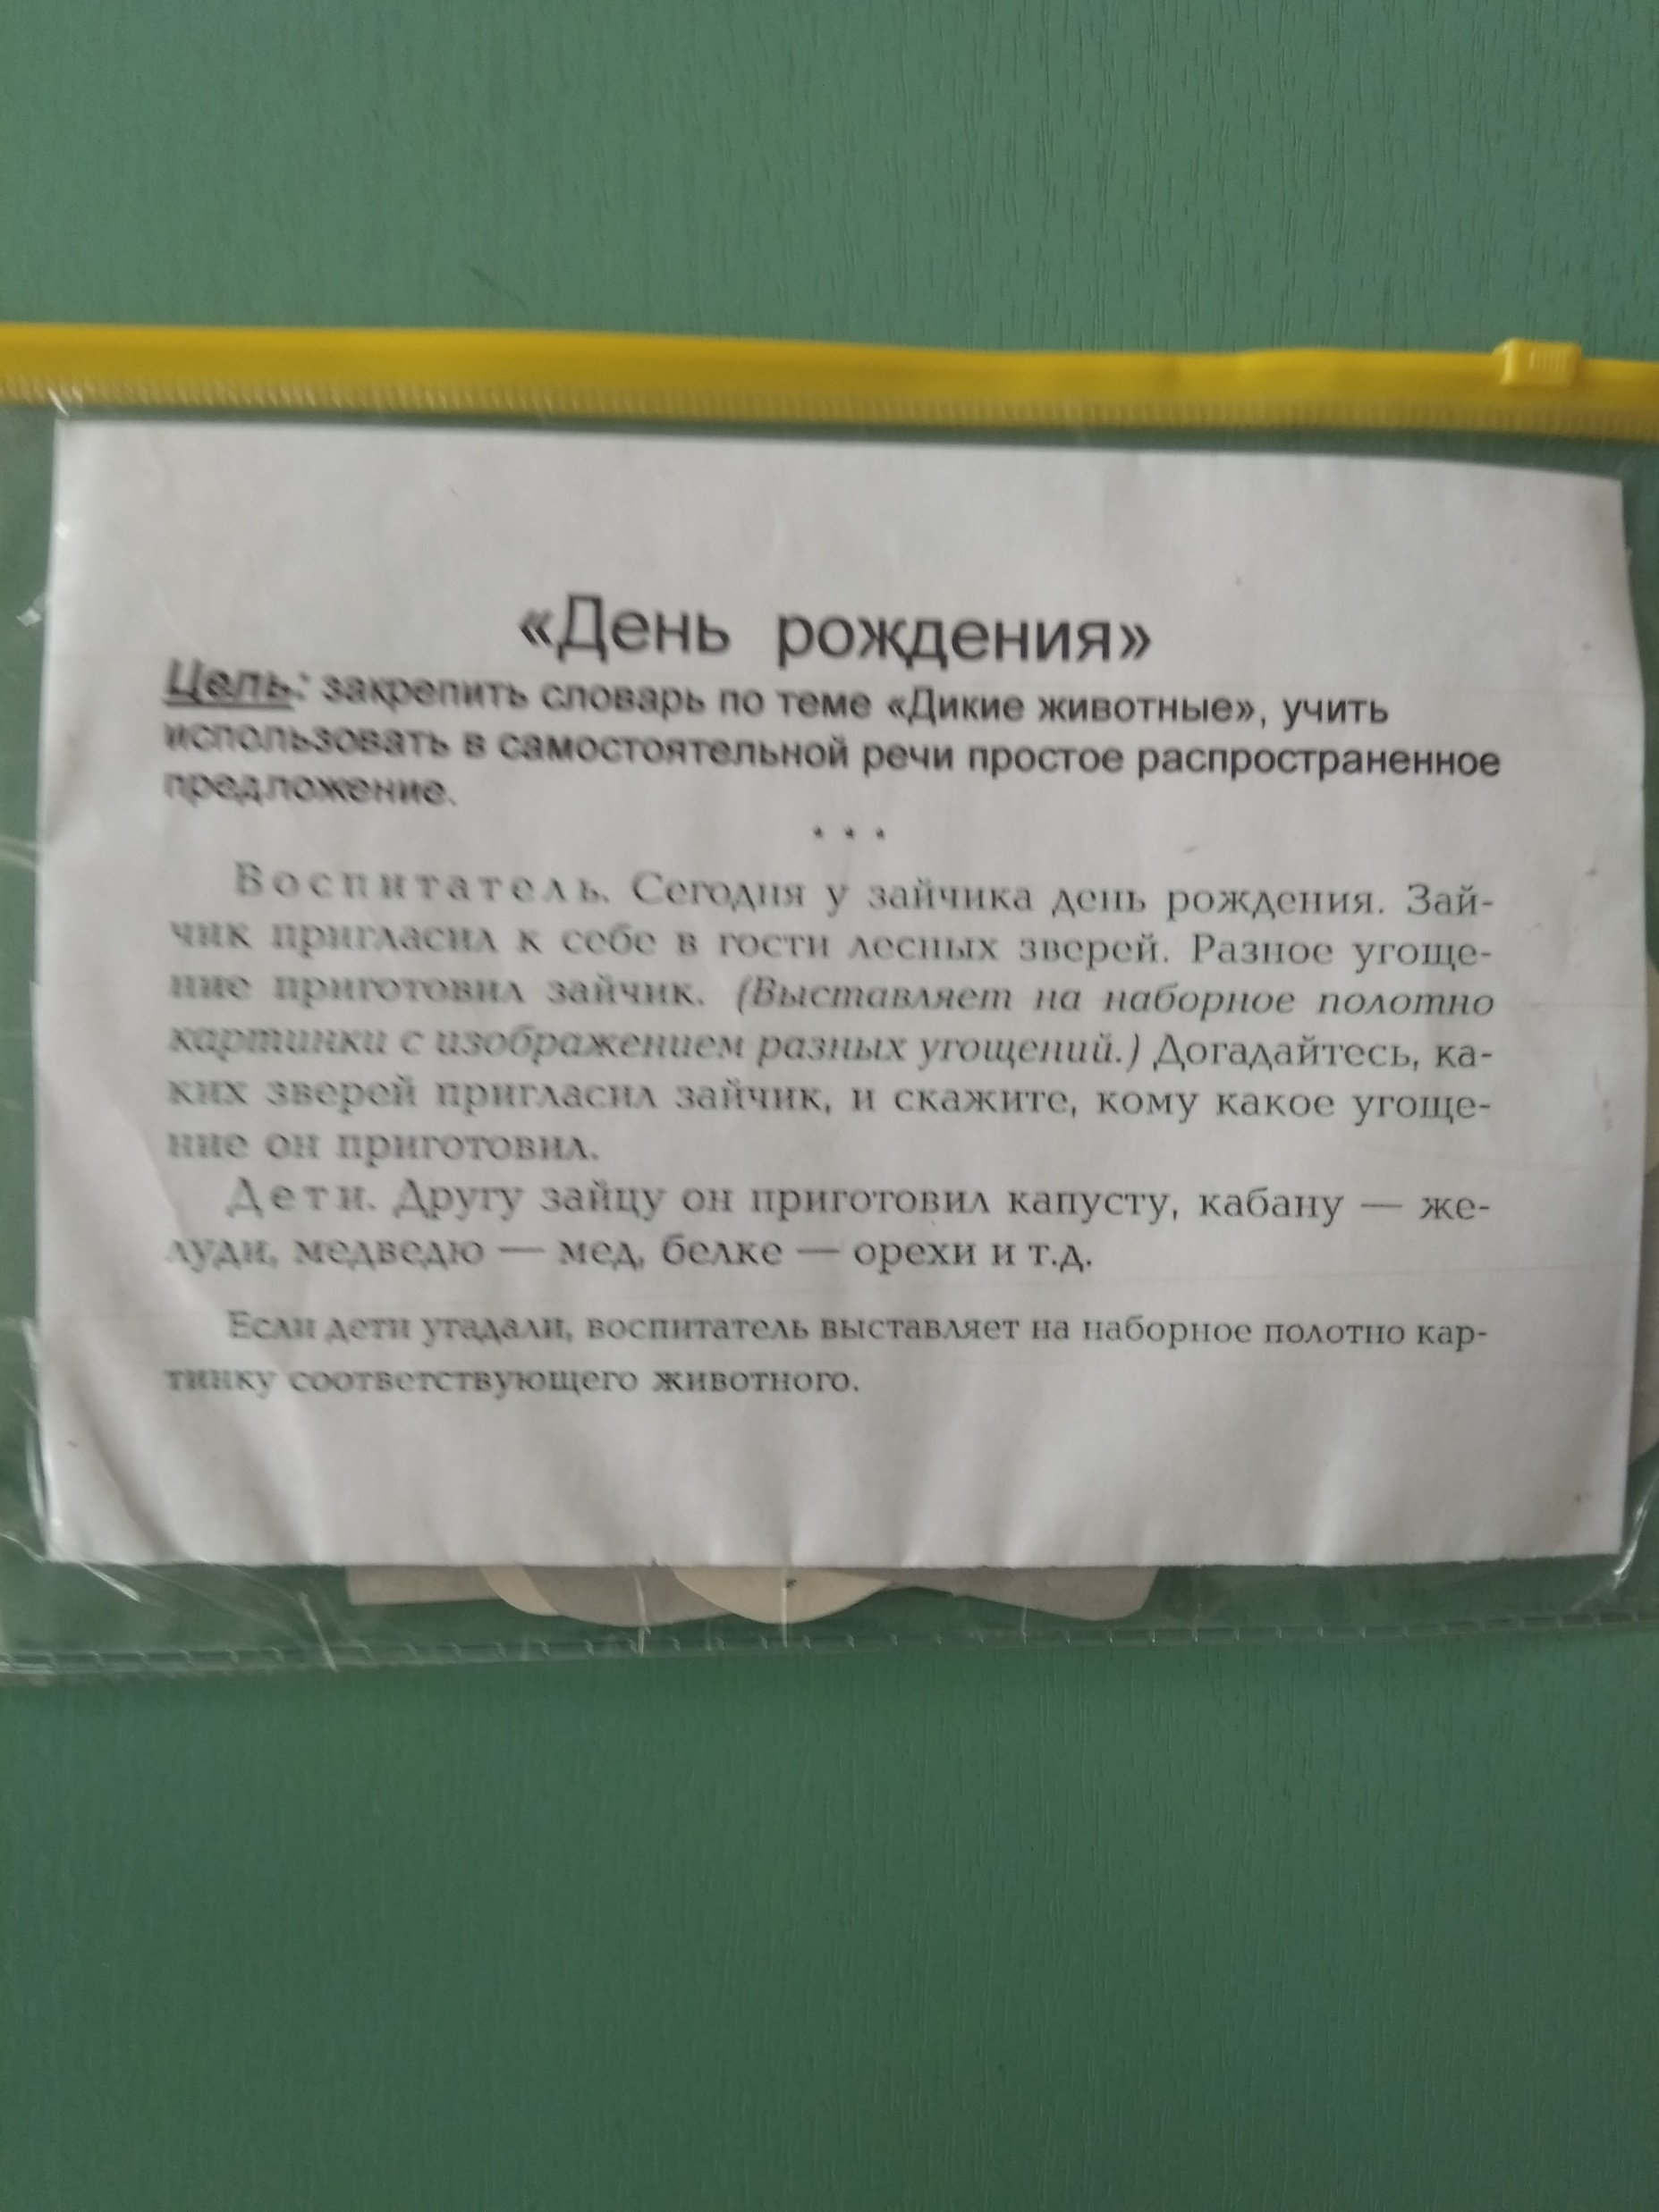 «День рождения»
Цель: закрепить словарь по теме «Дикие животные», учить
использовать в самостоятельной речи простое распространенное
предложение.
• • •
Воспитатель. Сегодня у зайчика день рождения. Зай-
чик пригласил к себе в гости лесных зверей. Разное угоще-
ние приготовил зайчик. (Выставляет на наборное полотно
картинки с изображением разных угощений.) Догадайтесь, ка-
ких зверей пригласил зайчик, и скажите, кому какое угоще-
ние он приготовил.
Дети. Другу зайцу он приготовил капусту, кабану — же-
луди, медведю — мед, белке — орехи и т.д.
Если дети угадали, воспитатель выставляет на наборное полотно кар-
тинку соответствующего животного.